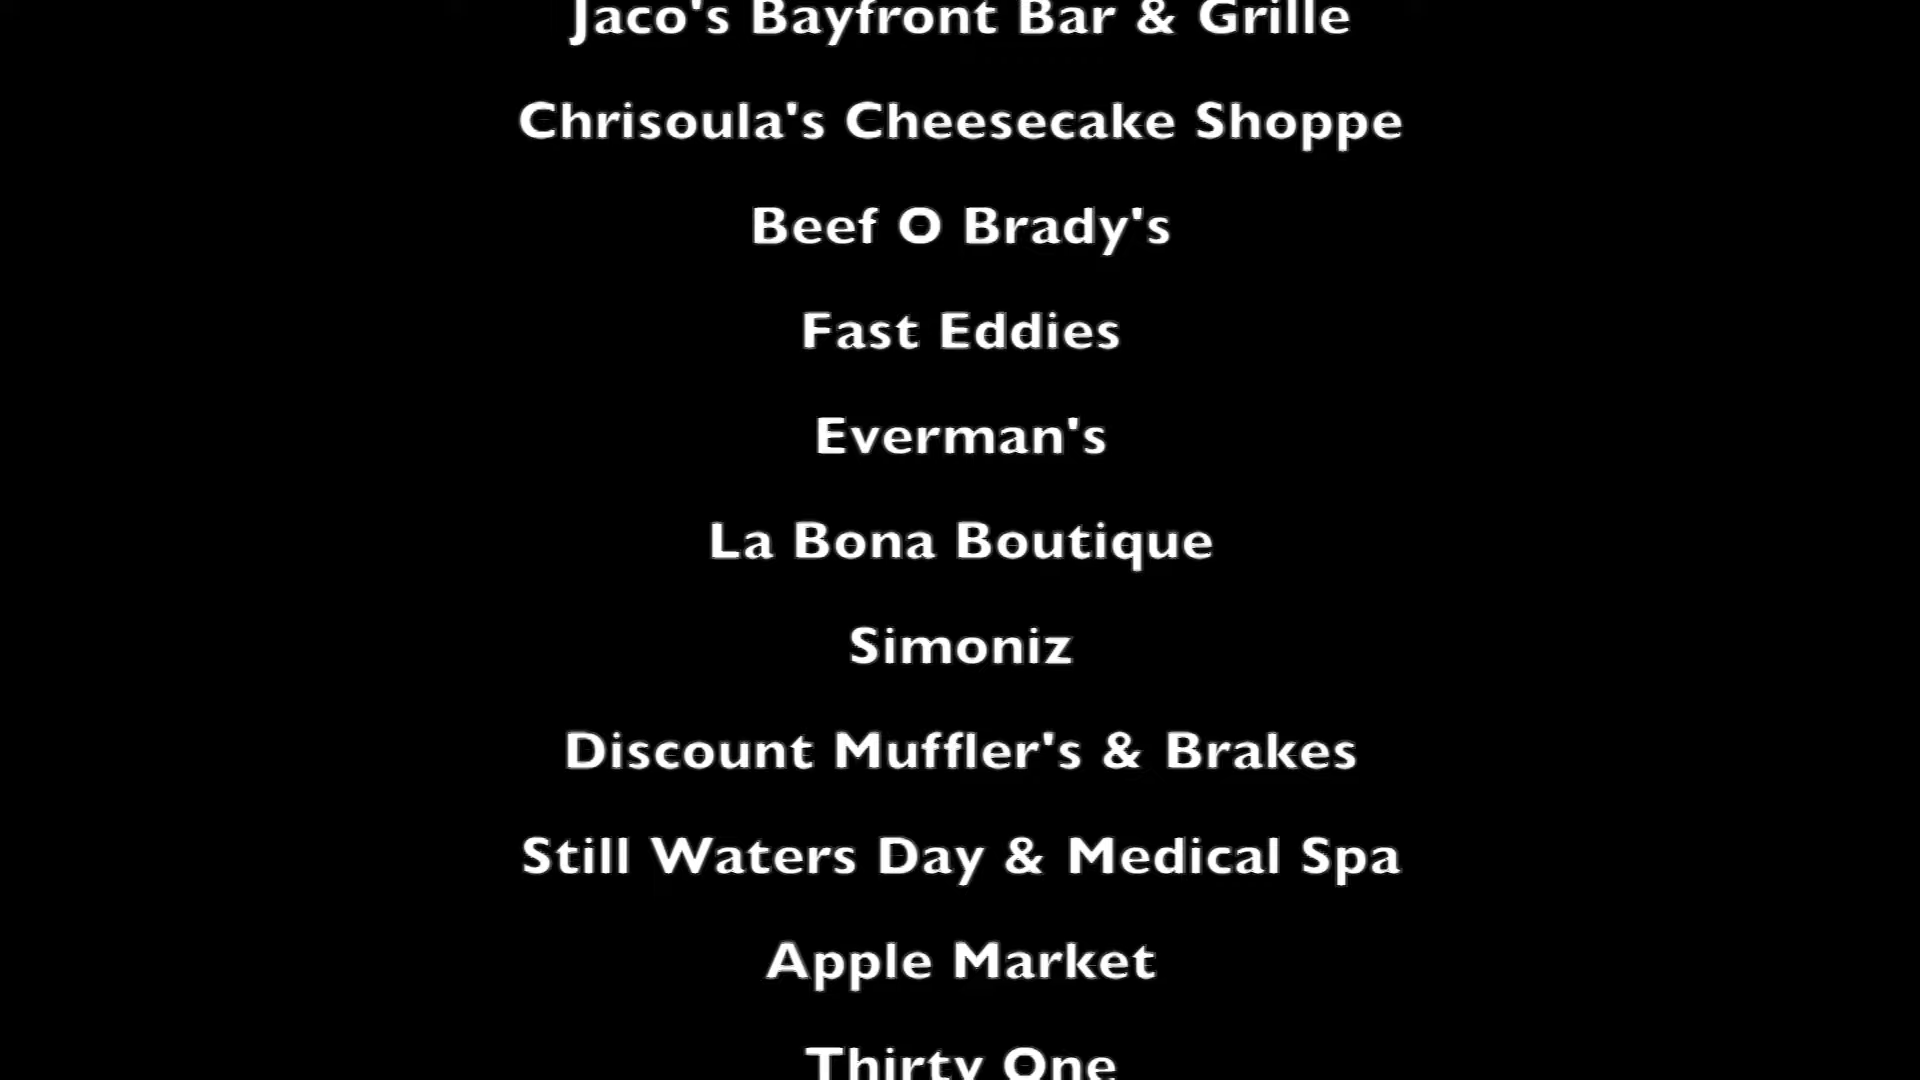 Jaco's Bayfront Bar & Grille
Chrisoula's Cheesecake Shoppe
Beef O Brady's
Fast Eddies
Everman's
La Bona Boutique
Simoniz
Discount Muffler's & Brakes
Still Waters Day & Medical Spa
Apple Market
Thirty One